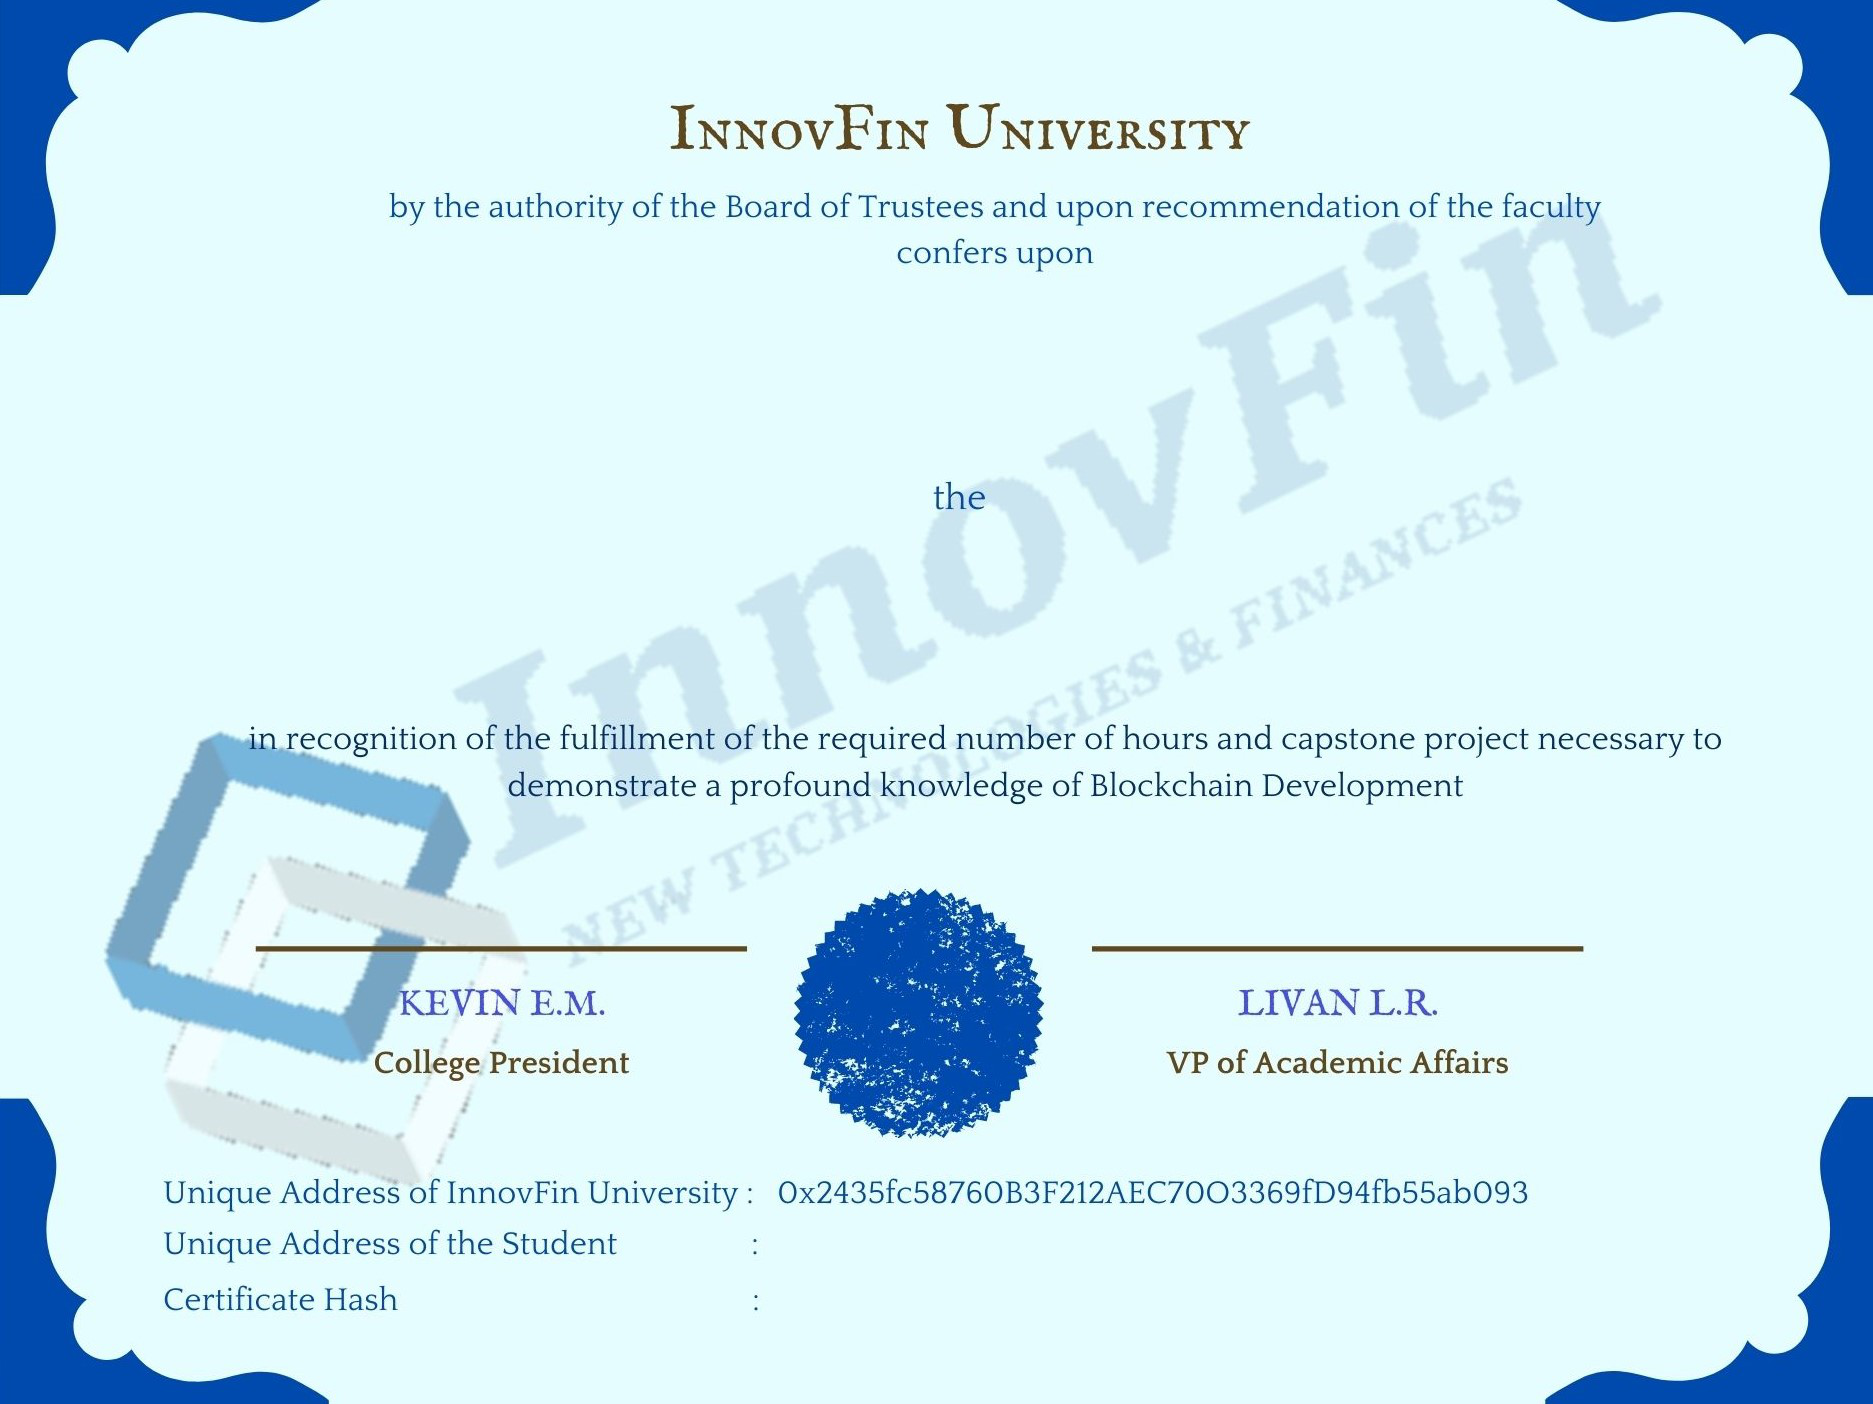 InnovFin University
by the authority of the Board of Trustees and upon recommendation of the faculty
confers upon
InnovFin
the
NEW TECHNOLOGIES & FINANCES
in recognition of the fulfillment of the required number of hours and capstone project necessary to
demonstrate a profound knowledge of Blockchain Development
KEVIN E.M.
LIVAN L.R.
College President
VP of Academic Affairs
Unique Address of InnovFin University : 0x2435fc58760B3F212AEC70O3369fD94fb55ab093
Unique Address of the Student :
Certificate Hash :